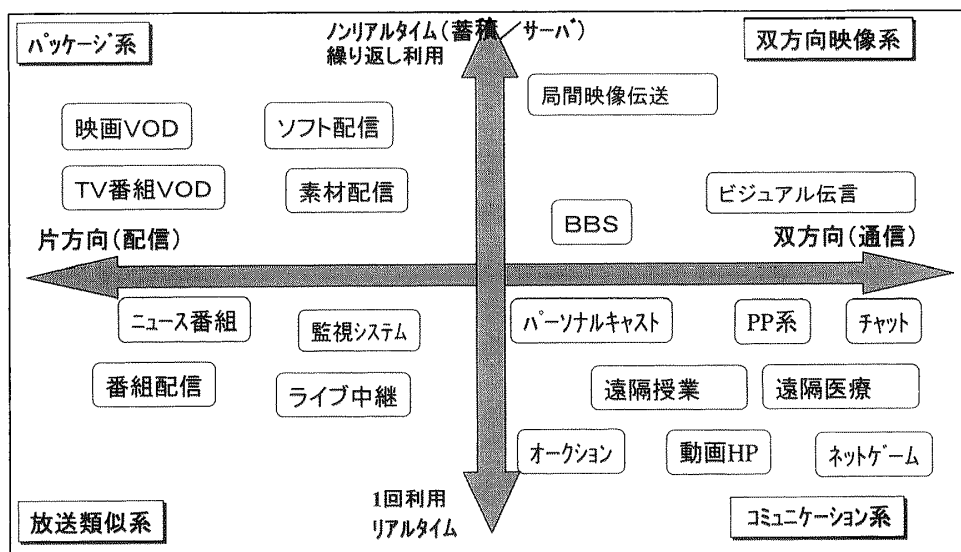 パッケージ系
ノンリアルタイム(蓄積／サーバ)
繰り返し利用
双方向映像系
局間映像伝送
映画VOD
ソフト配信
TV番組VOD
素材配信
ビジュアル伝言
BBS
片方向(配信)
双方向(通信)
ニュース番組
監視システム
パーソナルキャスト
PP系
チャット
番組配信
ライブ中継
遠隔授業
遠隔医療
オークション
動画HP
ネットゲーム
1回利用
リアルタイム
放送類似系
コミュニケーション系